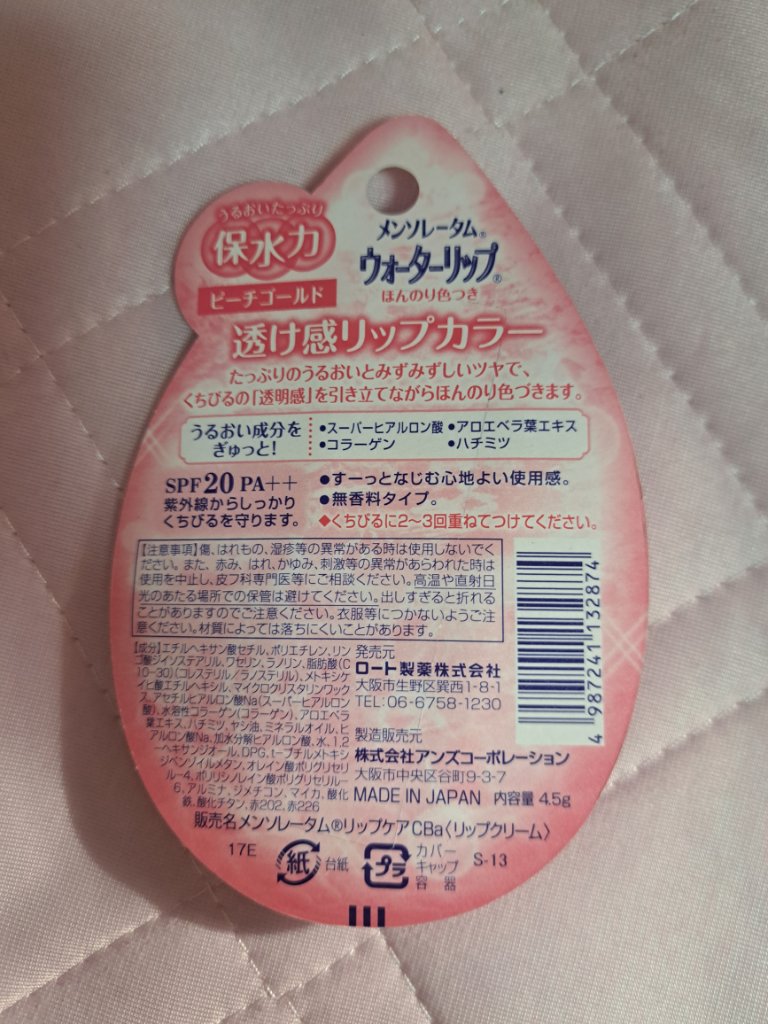 うるおいたっぷり
保水力
ピーチゴールド
メンソレータム®
ウォーターリップ®
ほんのり色つき
透け感リップカラー
たっぷりのうるおいとみずみずしいツヤで、
くちびるの「透明感」を引き立てながらほんのり色づきます。
うるおい成分を
ぎゅっと!
•スーパーヒアルロン酸 •アロエベラ葉エキス
•コラーゲン •ハチミツ
SPF20 PA++
紫外線からしっかり
くちびるを守ります。
●すーっとなじむ心地よい使用感。
●無香料タイプ。
◆くちびるに2〜3回重ねてつけてください。
【注意事項】傷、はれもの、湿疹等の異常がある時は使用しないでく
ださい。また、赤み、はれ、かゆみ、刺激等の異常があらわれた時は
使用を中止し、皮フ科専門医等にご相談ください。高温や直射日
光のあたる場所での保管は避けてください。出しすぎると折れる
ことがありますのでご注意ください。衣服等につかないようご注
意ください。材質によっては落ちにくいことがあります。
【成分】エチルヘキサン酸セチル、ポリエチレン、リン
ゴ酸ジイソステアリル、ワセリン、ラノリン、脂肪酸(C
10-30)(コレステリル/ラノステリル)、メトキシケ
イヒ酸エチルヘキシル、マイクロクリスタリンワック
ス、アセチルヒアルロン酸Na(スーパーヒアルロン
酸)、水溶性コラーゲン(コラーゲン)、アロエベラ
葉エキス、ハチミツ、ヤシ油、ミネラルオイル、ヒ
アルロン酸Na、加水分解ヒアルロン酸、水、1,2
-ヘキサンジオール、DPG、t-ブチルメトキシ
ジベンゾイルメタン、オレイン酸ポリグリセリ
ル-4、ポリリシノレイン酸ポリグリセリル-
6、アルミナ、ジメチコン、マイカ、酸化
鉄、酸化チタン、赤202、赤226
発売元
ロート製薬株式会社
大阪市生野区巽西1-8-1
TEL:06-6758-1230
製造販売元
株式会社アンズコーポレーション
大阪市中央区谷町9-3-7
MADE IN JAPAN 内容量 4.5g
4 987241 132874
販売名メンソレータム®リップケアCBa〈リップクリーム〉
17E
紙
台紙
プラ
カバー
キャップ
容器
S-13